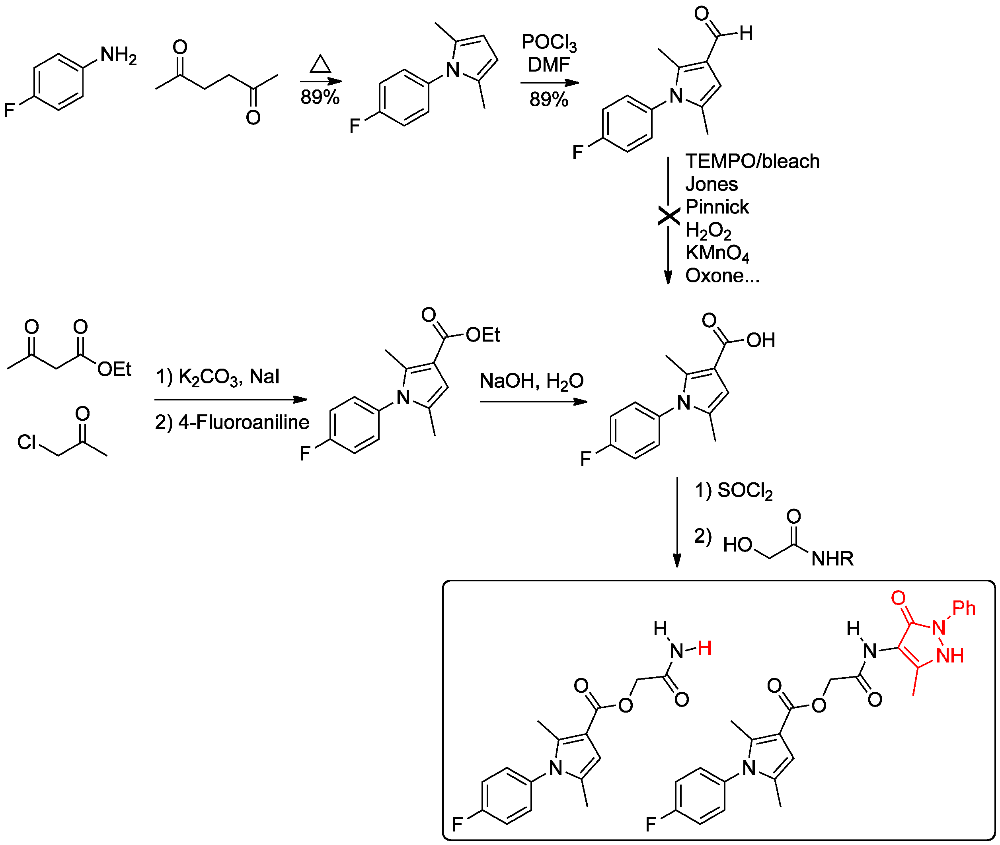 O
H
POCl3
DMF
89%
O
NH2
F
O
△
89%
N
F
N
F
TEMPO/bleach
Jones
Pinnick
H2O2
KMnO4
Oxone...
O O
OEt
O
Cl
1) K2CO3, NaI
2) 4-Fluoroaniline
O
OEt
N
F
NaOH, H2O
O
OH
N
F
1) SOCl2
2)
O
HO
NHR
H
N-H
O
O
O
N
F
O
N-Ph
NH
H
N
O
O
O
N
F